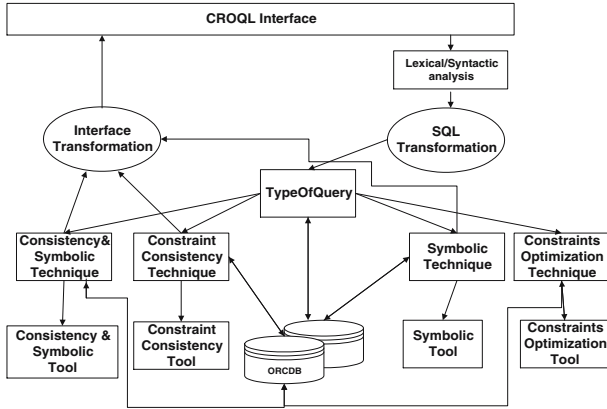 CROQL Interface
Lexical/Syntactic
analysis
Interface
Transformation
SQL
Transformation
TypeOfQuery
Consistency&
Symbolic
Technique
Constraint
Consistency
Technique
Symbolic
Technique
Constraints
Optimization
Technique
Consistency &
Symbolic
Tool
Constraint
Consistency
Tool
ORCDB
Symbolic
Tool
Constraints
Optimization
Tool